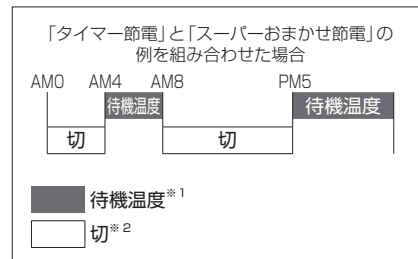 「タイマー節電」と「スーパーおまかせ節電」の
例を組み合わせた場合
AM0 AM4 AM8 PM5
待機温度 待機温度
切 切
待機温度※1
切※2